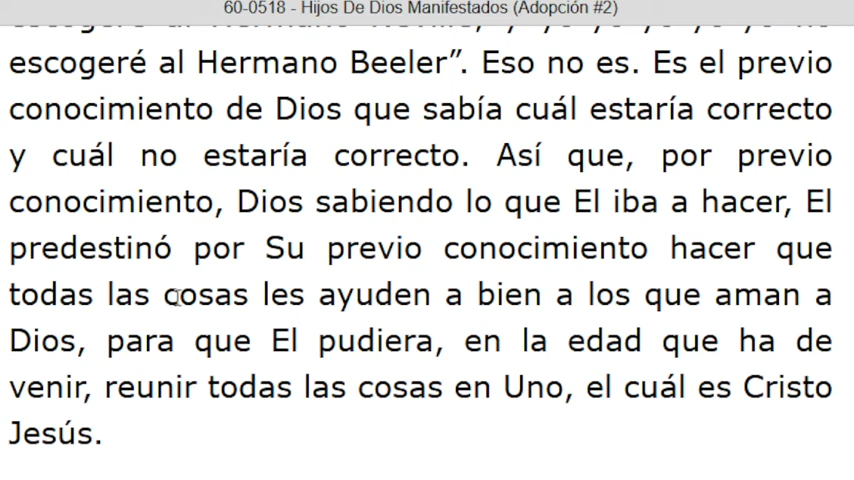 60-0518 - Hijos De Dios Manifestados (Adopción #2)
escogeré al Hermano Beeler”. Eso no es. Es el previo
conocimiento de Dios que sabía cuál estaría correcto
y cuál no estaría correcto. Así que, por previo
conocimiento, Dios sabiendo lo que El iba a hacer, El
predestinó por Su previo conocimiento hacer que
todas las cosas les ayuden a bien a los que aman a
Dios, para que El pudiera, en la edad que ha de
venir, reunir todas las cosas en Uno, el cuál es Cristo
Jesús.